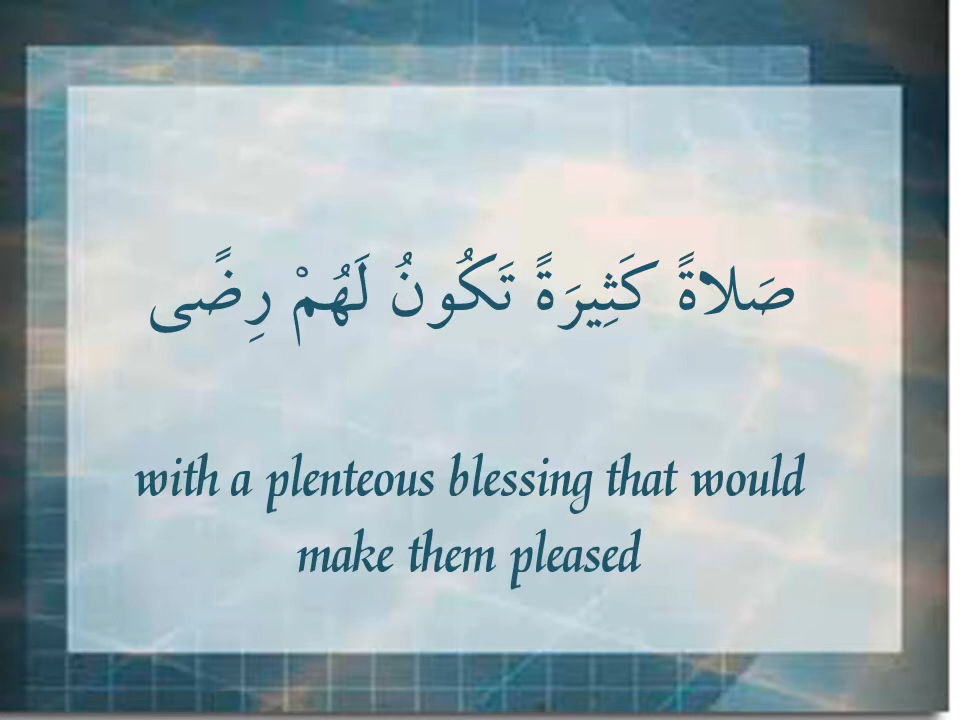 صَلاةً كَثِيرَةً تَكُونُ لَهُمْ رِضًى
with a plenteous blessing that would
make them pleased